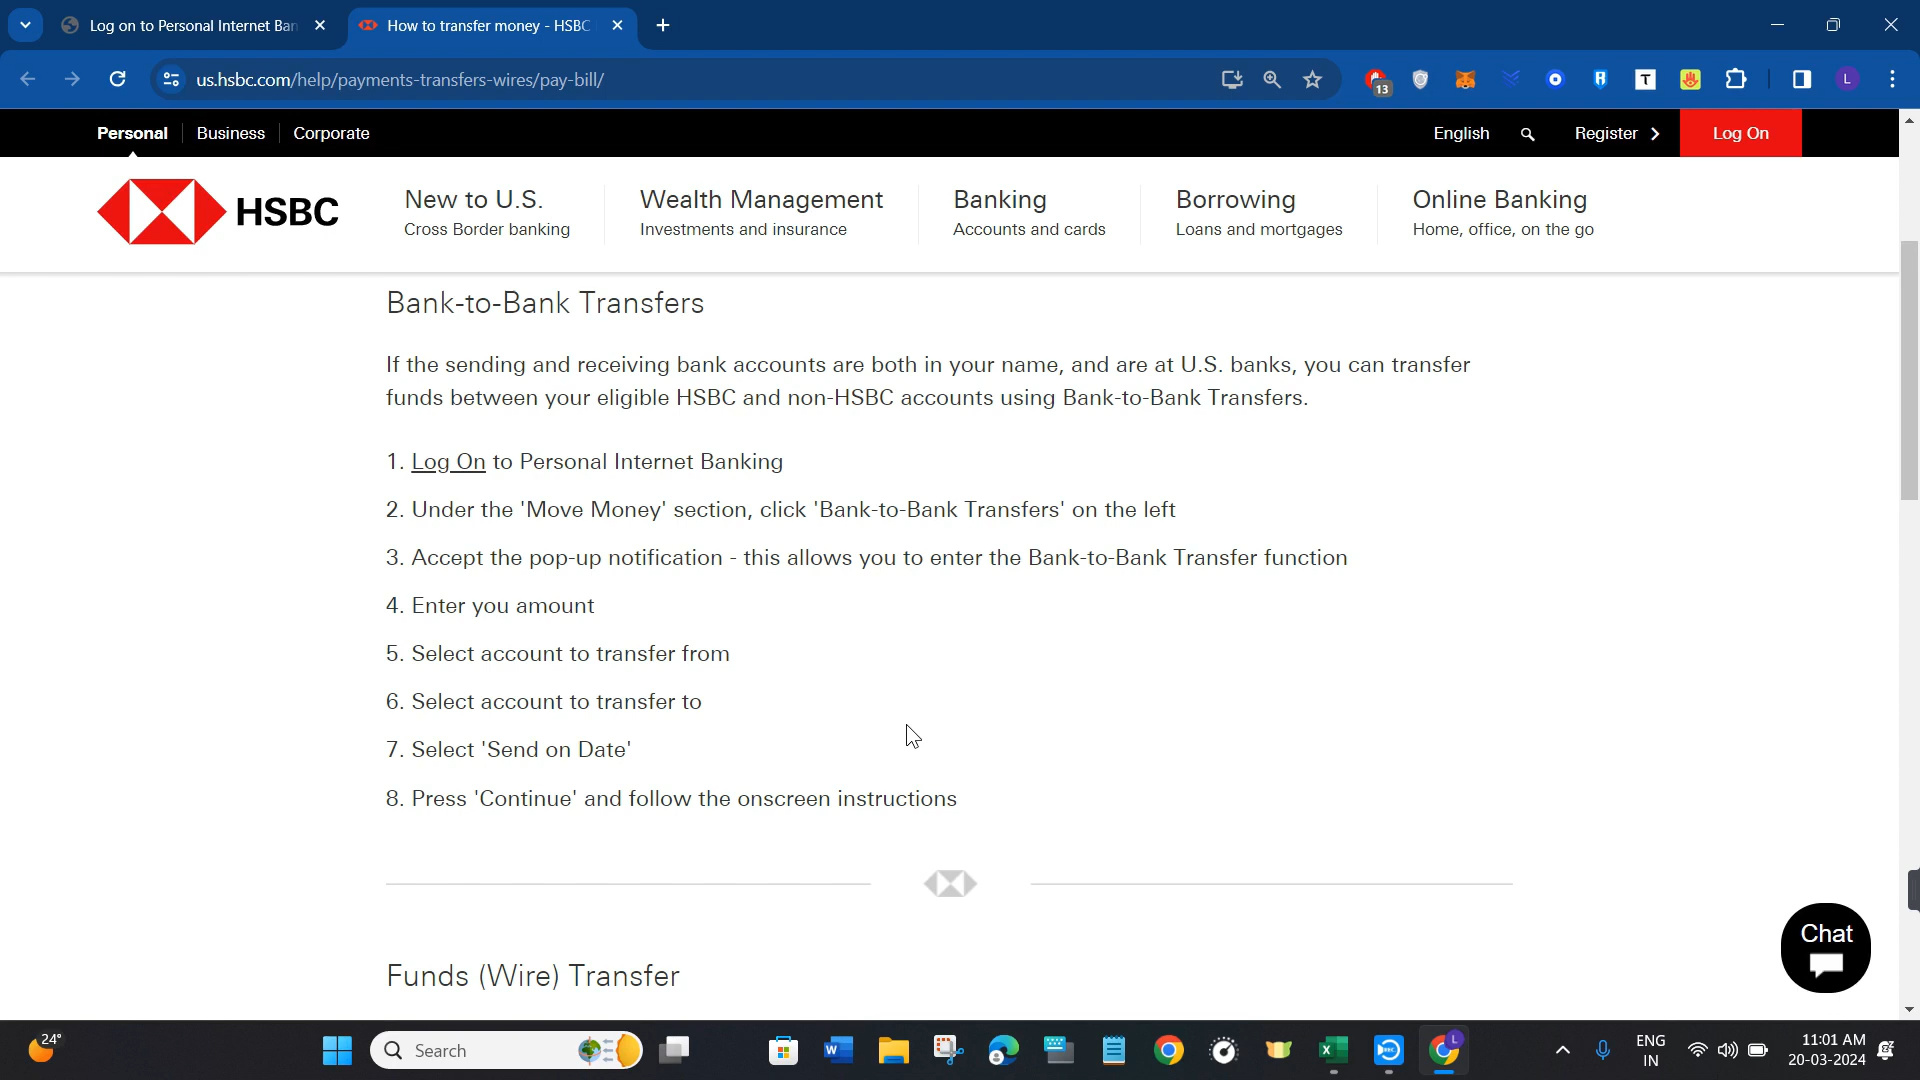 Log on to Personal Internet Ban
How to transfer money - HSBC
us.hsbc.com/help/payments-transfers-wires/pay-bill/
13
T
L
Personal
Business
Corporate
English
Register
Log On
HSBC
New to U.S.
Cross Border banking
Wealth Management
Investments and insurance
Banking
Accounts and cards
Borrowing
Loans and mortgages
Online Banking
Home, office, on the go
Bank-to-Bank Transfers
If the sending and receiving bank accounts are both in your name, and are at U.S. banks, you can transfer
funds between your eligible HSBC and non-HSBC accounts using Bank-to-Bank Transfers.
1. Log On to Personal Internet Banking
2. Under the 'Move Money' section, click 'Bank-to-Bank Transfers' on the left
3. Accept the pop-up notification - this allows you to enter the Bank-to-Bank Transfer function
4. Enter you amount
5. Select account to transfer from
6. Select account to transfer to
7. Select 'Send on Date'
8. Press 'Continue' and follow the onscreen instructions
Funds (Wire) Transfer
Chat
24°
Search
L
ENG
IN
11:01 AM
20-03-2024